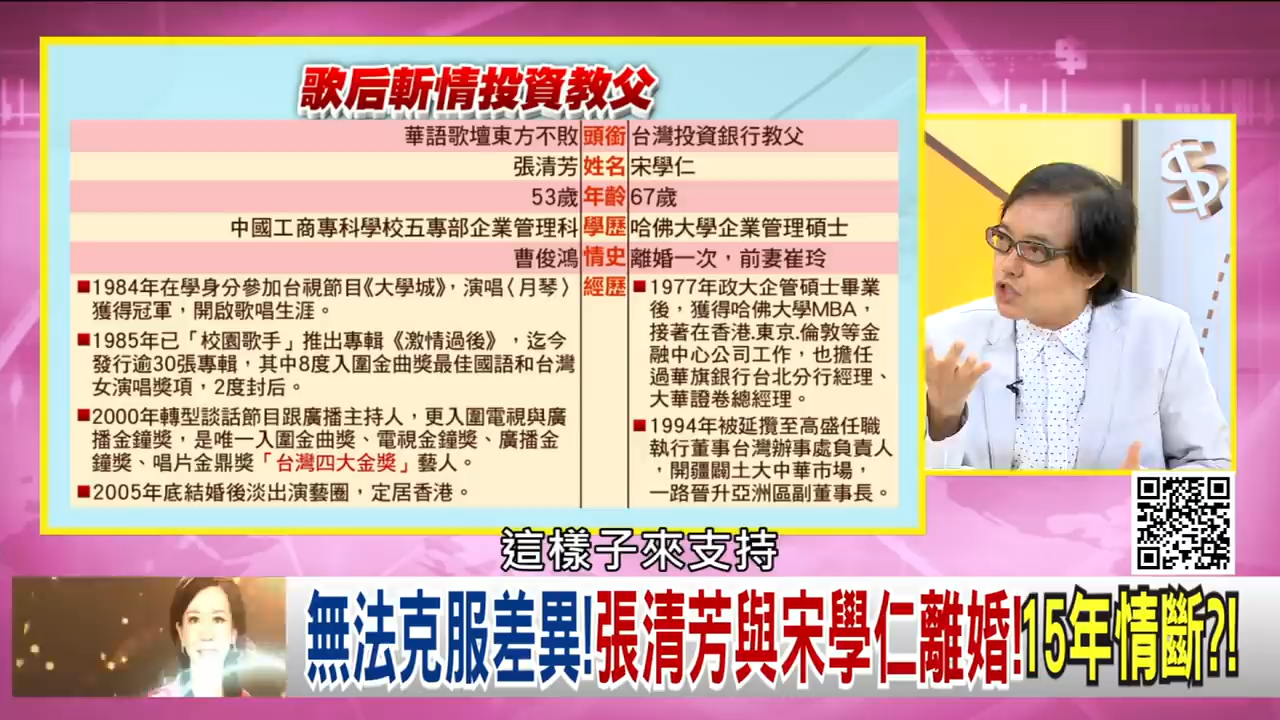 歌后斬情投資教父
華語歌壇東方不敗 頭銜 台灣投資銀行教父
張清芳 姓名 宋學仁
53歲 年齡 67歲
中國工商專科學校五專部企業管理科 學歷 哈佛大學企業管理碩士
曹俊鴻 情史 離婚一次，前妻崔玲
■1984年在學身分參加台視節目《大學城》，演唱〈月琴〉
獲得冠軍，開啟歌唱生涯。
■1985年已「校園歌手」推出專輯《激情過後》，迄今
發行逾30張專輯，其中8度入圍金曲獎最佳國語和台灣
女演唱獎項，2度封后。
■2000年轉型談話節目跟廣播主持人，更入圍電視與廣
播金鐘獎，是唯一入圍金曲獎、電視金鐘獎、廣播金
鐘獎、唱片金鼎獎「台灣四大金獎」藝人。
■2005年底結婚後淡出演藝圈，定居香港。
經歷
■1977年政大企管碩士畢業
後，獲得哈佛大學MBA，
接著在香港.東京.倫敦等金
融中心公司工作，也擔任
過華旗銀行台北分行經理、
大華證卷總經理。
■1994年被延攬至高盛任職
執行董事台灣辦事處負責人
，開疆闢土大中華市場，
一路晉升亞洲區副董事長。
$
這樣子來支持
無法克服差異!張清芳與宋學仁離婚!15年情斷?!